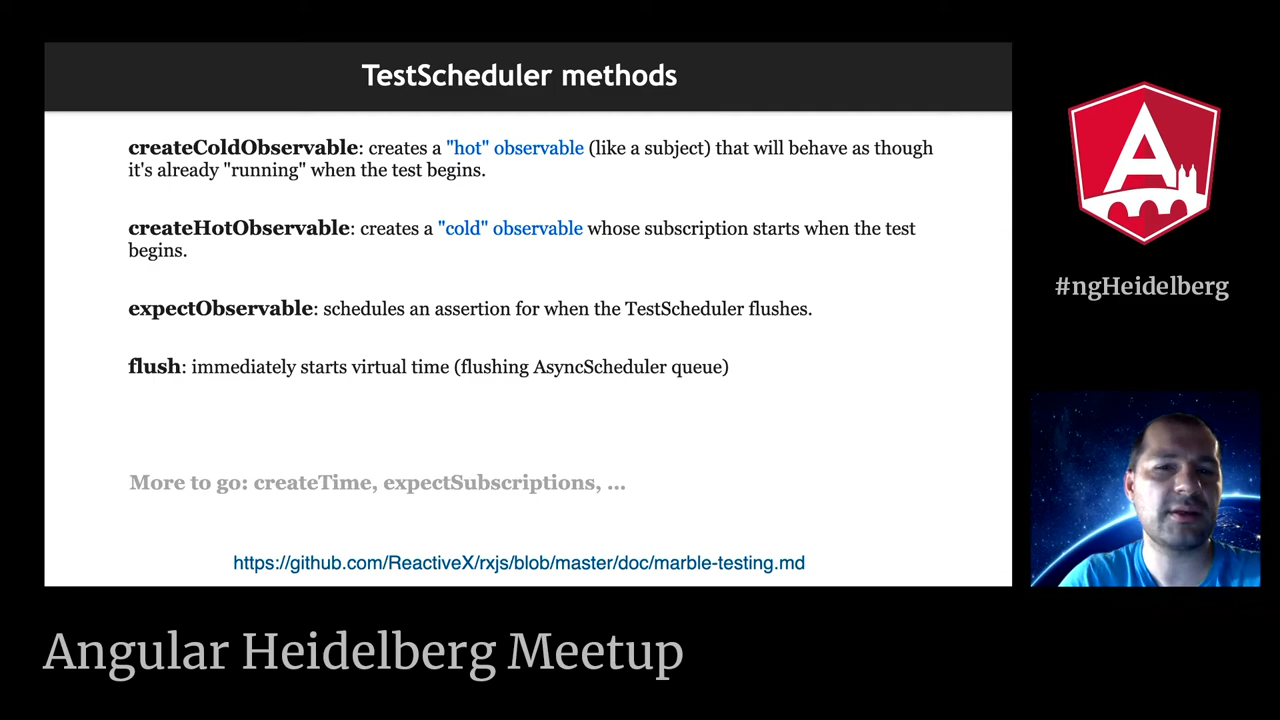 TestScheduler methods
createColdObservable: creates a "hot" observable (like a subject) that will behave as though
it's already "running" when the test begins.
createHotObservable: creates a "cold" observable whose subscription starts when the test
begins.
expectObservable: schedules an assertion for when the TestScheduler flushes.
flush: immediately starts virtual time (flushing AsyncScheduler queue)
More to go: createTime, expectSubscriptions, ...
https://github.com/ReactiveX/rxjs/blob/master/doc/marble-testing.md
A
#ngHeidelberg
Angular Heidelberg Meetup